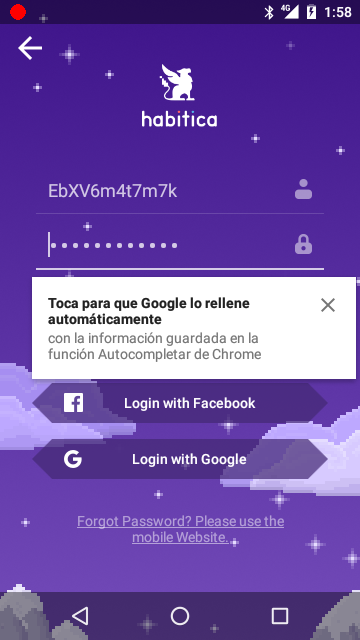 4G 1:58
habitica
EbXV6m4t7m7k
Toca para que Google lo rellene
automáticamente
con la información guardada en la
función Autocompletar de Chrome
Login with Facebook
G Login with Google
Forgot Password? Please use the
mobile Website.